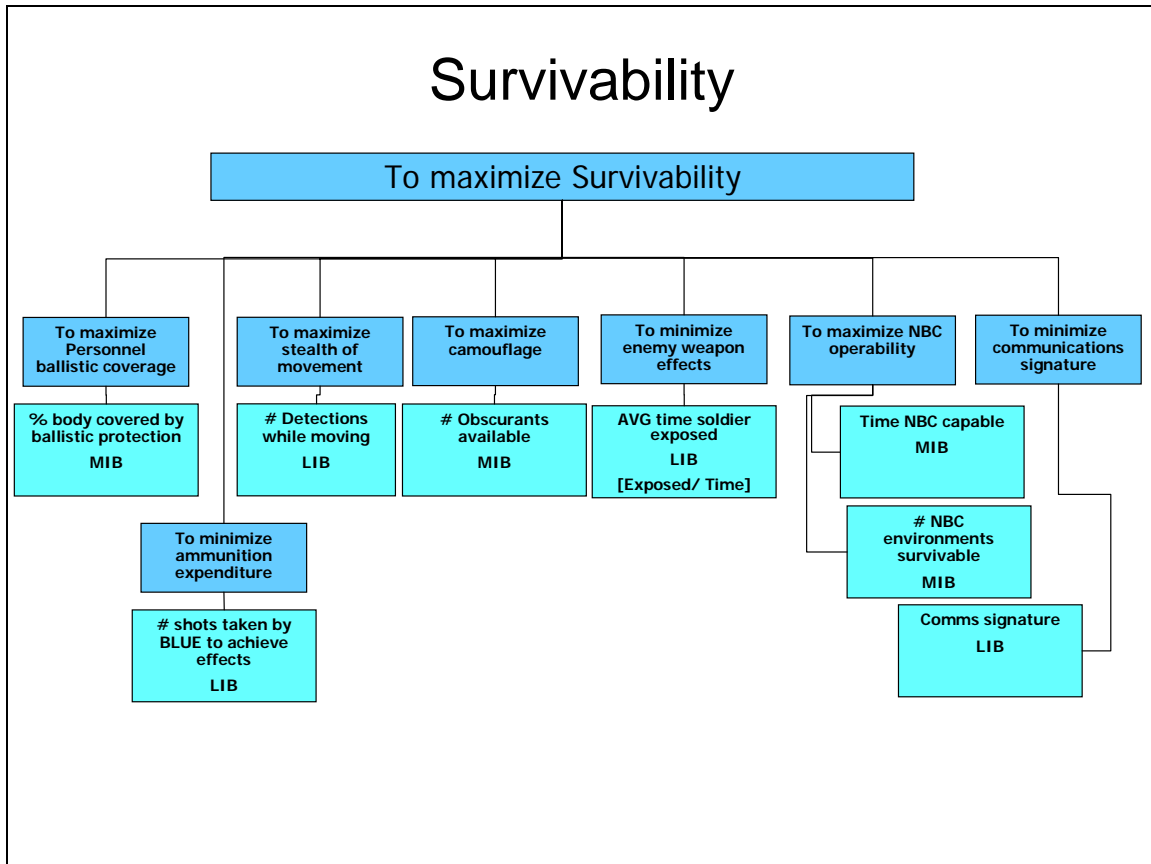 Survivability
To maximize Survivability
To maximize
Personnel
ballistic coverage
% body covered by
ballistic protection
MIB
To minimize
ammunition
expenditure
# shots taken by
BLUE to achieve
effects
LIB
To maximize
stealth of
movement
# Detections
while moving
LIB
To maximize
camouflage
# Obscurants
available
MIB
To minimize
enemy weapon
effects
AVG time soldier
exposed
LIB
[Exposed/ Time]
To maximize NBC
operability
Time NBC capable
MIB
# NBC
environments
survivable
MIB
To minimize
communications
signature
Comms signature
LIB